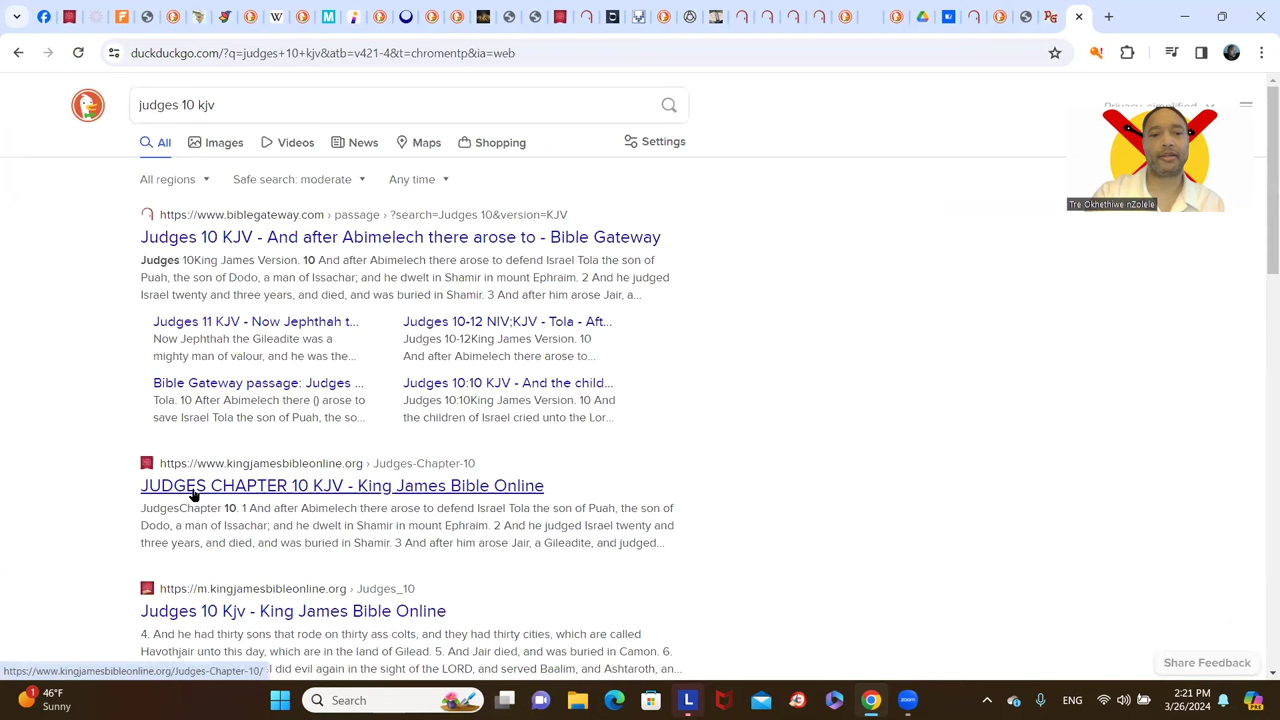 duckduckgo.com/?q=judges+10+kjv&atb=v421-4&t=chromentp&ia=web
judges 10 kjv
Privacy, simplified.
All
Images
Videos
News
Maps
Shopping
Settings
Tre Okhethiwe nZolele
All regions
Safe search: moderate
Any time
https://www.biblegateway.com › passage › ?search=Judges 10&version=KJV
Judges 10 KJV - And after Abimelech there arose to - Bible Gateway
Judges 10King James Version. 10 And after Abimelech there arose to defend Israel Tola the son of
Puah, the son of Dodo, a man of Issachar; and he dwelt in Shamir in mount Ephraim. 2 And he judged
Israel twenty and three years, and died, and was buried in Shamir. 3 And after him arose Jair, a...
Judges 11 KJV - Now Jephthah t...
Now Jephthah the Gileadite was a
mighty man of valour, and he was the...
Judges 10-12 NIV;KJV - Tola - Aft...
Judges 10-12King James Version. 10
And after Abimelech there arose to...
Bible Gateway passage: Judges ...
Tola. 10 After Abimelech there () arose to
save Israel Tola the son of Puah, the so...
Judges 10:10 KJV - And the child...
Judges 10:10King James Version. 10 And
the children of Israel cried unto the Lor...
https://www.kingjamesbibleonline.org › Judges-Chapter-10
JUDGES CHAPTER 10 KJV - King James Bible Online
JudgesChapter 10. 1 And after Abimelech there arose to defend Israel Tola the son of Puah, the son of
Dodo, a man of Issachar; and he dwelt in Shamir in mount Ephraim. 2 And he judged Israel twenty and
three years, and died, and was buried in Shamir. 3 And after him arose Jair, a Gileadite, and judged...
https://m.kingjamesbibleonline.org › Judges_10
Judges 10 Kjv - King James Bible Online
4. And he had thirty sons that rode on thirty ass colts, and they had thirty cities, which are called
Havothjair unto this day, which are in the land of Gilead. 5. And Jair died, and was buried in Camon. 6.
l did evil again in the sight of the LORD, and served Baalim, and Ashtaroth, an...
https://www.kingjamesbibleonline.org/Judges-Chapter-10/
Share Feedback
1
46°F
Sunny
Search
ENG
2:21 PM
3/26/2024